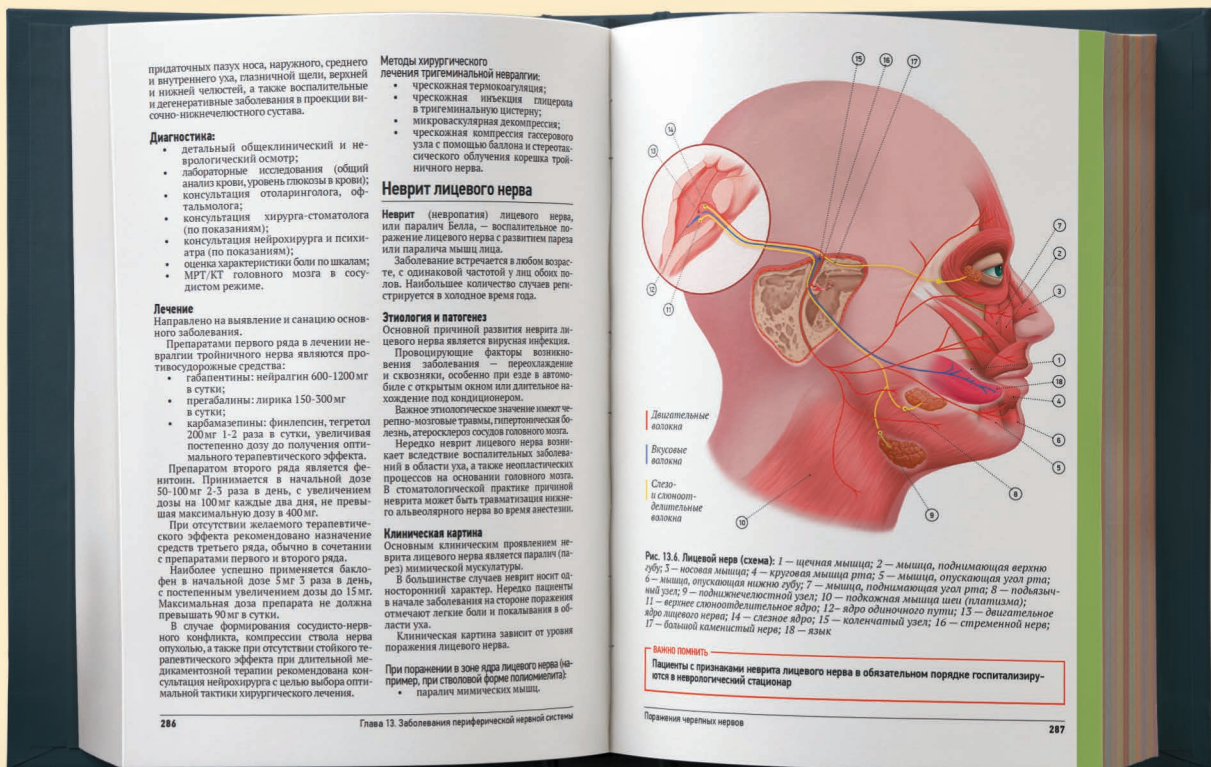 придаточных пазух носа, наружного, среднего
и внутреннего уха, глазничной щели, верхней
и нижней челюстей, а также воспалительные
и дегенеративные заболевания в проекции ви-
сочно-нижнечелюстного сустава.
Диагностика:
• детальный общеклинический и не-
врологический осмотр;
• лабораторные исследования (общий
анализ крови, уровень глюкозы в крови);
• консультация отоларинголога, оф-
тальмолога;
• консультация хирурга-стоматолога
(по показаниям);
• консультация нейрохирурга и психи-
атра (по показаниям);
• оценка характеристики боли по шкалам;
• МРТ/КТ головного мозга в сосу-
дистом режиме.
Лечение
Направлено на выявление и санацию основ-
ного заболевания.
Препаратами первого ряда в лечении не-
вралгии тройничного нерва являются про-
тивосудорожные средства:
• габапентины: нейралгин 600-1200 мг
в сутки;
• прегабалины: лирика 150-300 мг
в сутки;
• карбамазепины: финлепсин, тегретол
200 мг 1-2 раза в сутки, увеличивая
постепенно дозу до получения опти-
мального терапевтического эффекта.
Препаратом второго ряда является фе-
нитоин. Принимается в начальной дозе
50-100 мг 2-3 раза в день, с увеличением
дозы на 100 мг каждые два дня, не превы-
шая максимальную дозу в 400 мг.
При отсутствии желаемого терапевтиче-
ского эффекта рекомендовано назначение
средств третьего ряда, обычно в сочетании
с препаратами первого и второго ряда.
Наиболее успешно применяется бакло-
фен в начальной дозе 5 мг 3 раза в день,
с постепенным увеличением дозы до 15 мг.
Максимальная доза препарата не должна
превышать 90 мг в сутки.
В случае формирования сосудисто-нерв-
ного конфликта, компрессии ствола нерва
опухолью, а также при отсутствии стойкого те-
рапевтического эффекта при длительной ме-
дикаментозной терапии рекомендована кон-
сультация нейрохирурга с целью выбора опти-
мальной тактики хирургического лечения.
Методы хирургического
лечения тригеминальной невралгии:
• чрескожная термокоагуляция;
• чрескожная инъекция глицерола
в тригеминальную цистерну;
• микроваскулярная декомпрессия;
• чрескожная компрессия гассерового
узла с помощью баллона и стереотак-
сического облучения корешка трой-
ничного нерва.
Неврит лицевого нерва
Неврит (невропатия) лицевого нерва,
или паралич Белла, — воспалительное по-
ражение лицевого нерва с развитием пареза
или паралича мышц лица.
Заболевание встречается в любом возрас-
те, с одинаковой частотой у лиц обоих по-
лов. Наибольшее количество случаев реги-
стрируется в холодное время года.
Этиология и патогенез
Основной причиной развития неврита ли-
цевого нерва является вирусная инфекция.
Провоцирующие факторы возникно-
вения заболевания — переохлаждение
и сквозняки, особенно при езде в автомо-
биле с открытым окном или длительное на-
хождение под кондиционером.
Важное этиологическое значение имеют че-
репно-мозговые травмы, гипертоническая бо-
лезнь, атеросклероз сосудов головного мозга.
Нередко неврит лицевого нерва возни-
кает вследствие воспалительных заболева-
ний в области уха, а также неопластических
процессов на основании головного мозга.
В стоматологической практике причиной
неврита может быть травматизация нижне-
го альвеолярного нерва во время анестезии.
Клиническая картина
Основным клиническим проявлением не-
врита лицевого нерва является паралич (па-
рез) мимической мускулатуры.
В большинстве случаев неврит носит од-
носторонний характер. Нередко пациенты
в начале заболевания на стороне поражения
отмечают легкие боли и покалывания в об-
ласти уха.
Клиническая картина зависит от уровня
поражения лицевого нерва.
При поражении в зоне ядра лицевого нерва (на-
пример, при стволовой форме полиомиелита):
• паралич мимических мышц.
286
Глава 13. Заболевания периферической нервной системы
15 16 17
14
13
12
11
7
2
3
1
18
4
6
5
8
9
10
Двигательные
волокна
Вкусовые
волокна
Слезо-
и слюноот-
делительные
волокна
Рис. 13.6. Лицевой нерв (схема): 1 — щечная мышца; 2 — мышца, поднимающая верхнюю
губу; 3 — носовая мышца; 4 — круговая мышца рта; 5 — мышца, опускающая угол рта;
6 — мышца, опускающая нижнюю губу; 7 — мышца, поднимающая угол рта; 8 — подъязыч-
ный узел; 9 — поднижнечелюстной узел; 10 — подкожная мышца шеи (платизма);
11 — верхнее слюноотделительное ядро; 12— ядро одиночного пути; 13 — двигательное
ядро лицевого нерва; 14 — слезное ядро; 15 — коленчатый узел; 16 — стременной нерв;
17 — большой каменистый нерв; 18 — язык
ВАЖНО ПОМНИТЬ
Пациенты с признаками неврита лицевого нерва в обязательном порядке госпитализиру-
ются в неврологический стационар
Поражения черепных нервов
287